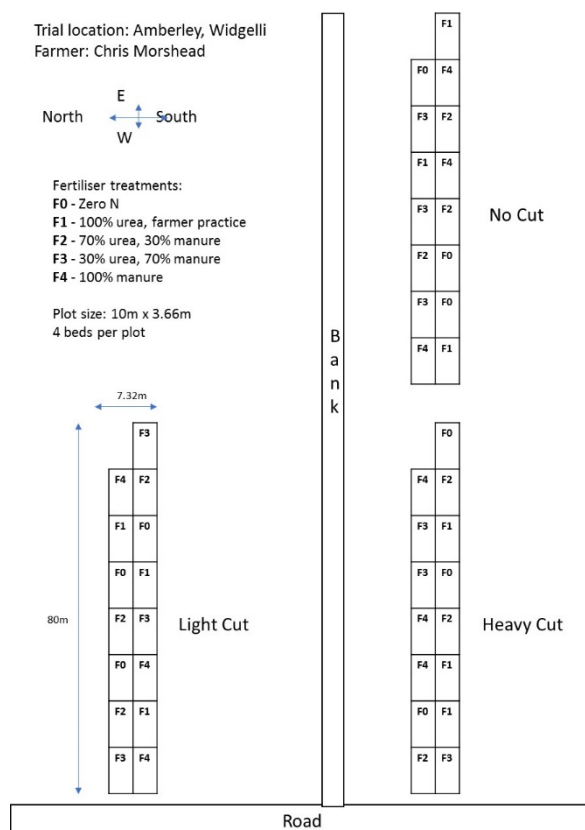 Trial location: Amberley, Widgelli
Farmer: Chris Morshead
E
North South
W
Fertiliser treatments:
F0 - Zero N
F1 - 100% urea, farmer practice
F2 - 70% urea, 30% manure
F3 - 30% urea, 70% manure
F4 - 100% manure
Plot size: 10m x 3.66m
4 beds per plot
F1
F0 F4
F3 F2
F1 F4
F3 F2
F2 F0
F3 F0
F4 F1
No Cut
Bank
7.32m
80m
F3
F4 F2
F1 F0
F0 F1
F2 F3
F0 F4
F2 F1
F3 F4
Light Cut
F0
F4 F2
F3 F1
F3 F0
F4 F2
F4 F1
F0 F1
F2 F3
Heavy Cut
Road